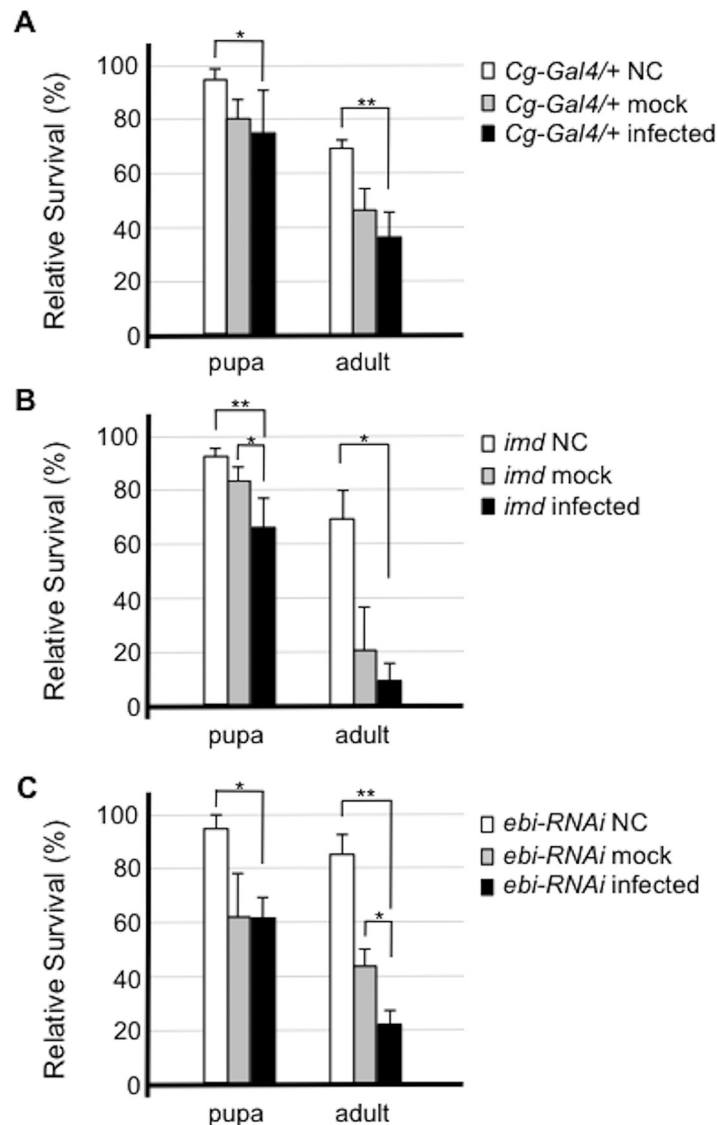 A
*
**
100
80
60
40
20
0
Relative Survival (%)
pupa
adult
Cg-Gal4/+ NC
Cg-Gal4/+ mock
Cg-Gal4/+ infected
B
**
*
*
100
80
60
40
20
0
Relative Survival (%)
pupa
adult
imd NC
imd mock
imd infected
C
*
**
*
100
80
60
40
20
0
Relative Survival (%)
pupa
adult
ebi-RNAi NC
ebi-RNAi mock
ebi-RNAi infected